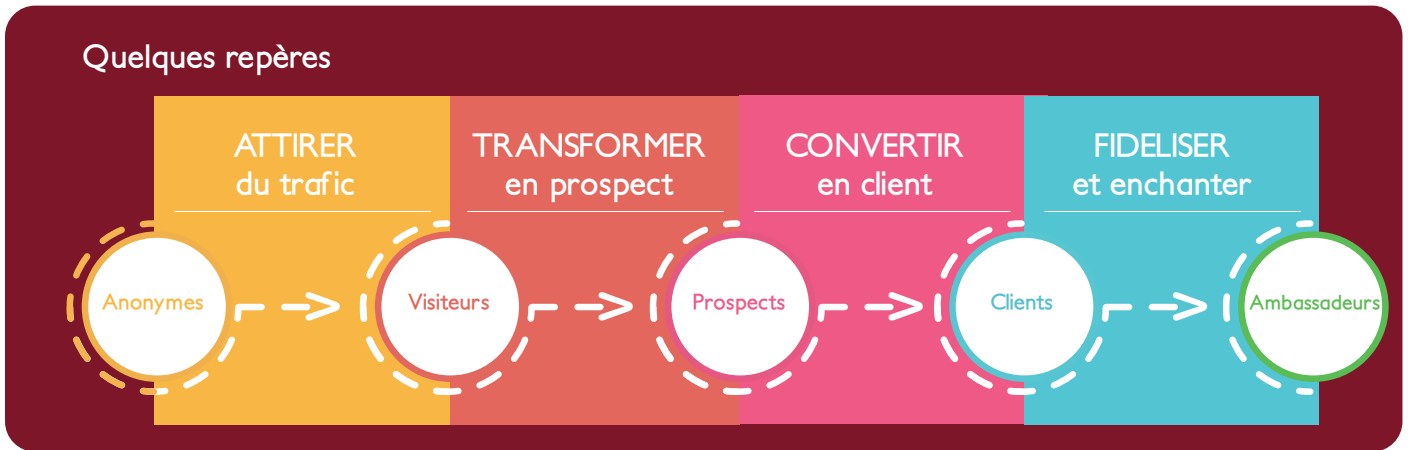 Quelques repères
ATTIRER
du trafic
TRANSFORMER
en prospect
CONVERTIR
en client
FIDELISER
et enchanter
Anonymes
Visiteurs
Prospects
Clients
Ambassadeurs